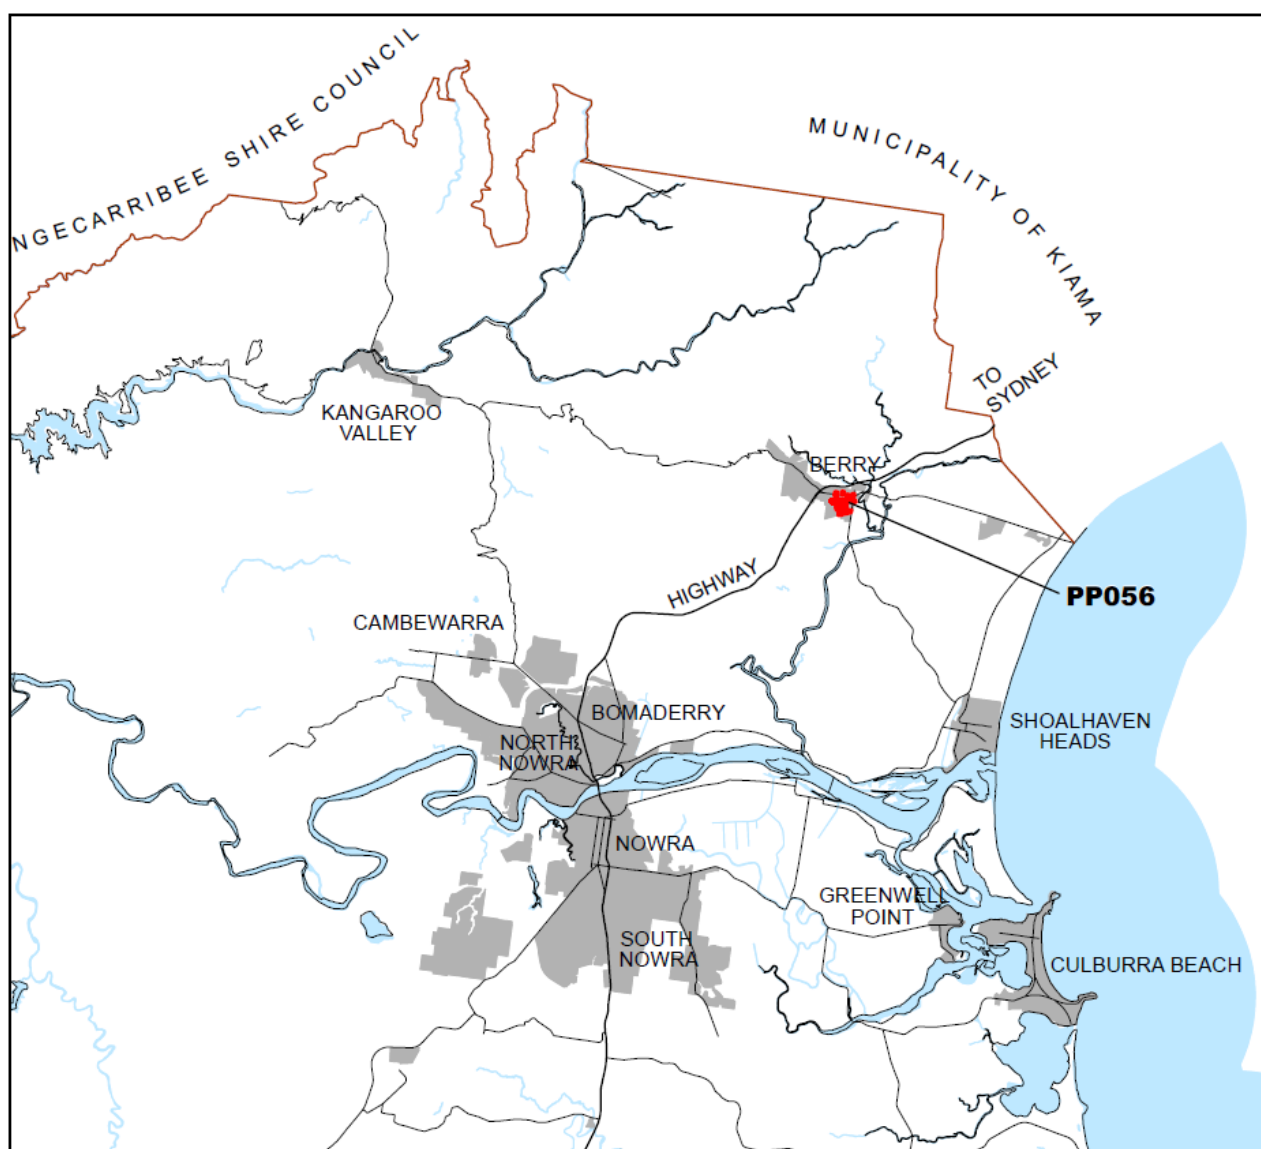 NGECARRIBEE SHIRE COUNCIL
MUNICIPALITY OF KIAMA
TO
SYDNEY
KANGAROO
VALLEY
BERRY
HIGHWAY
PP056
CAMBEWARRA
BOMADERRY
SHOALHAVEN
HEADS
NORTH
NOWRA
NOWRA
GREENWELL
POINT
SOUTH
NOWRA
CULBURRA BEACH